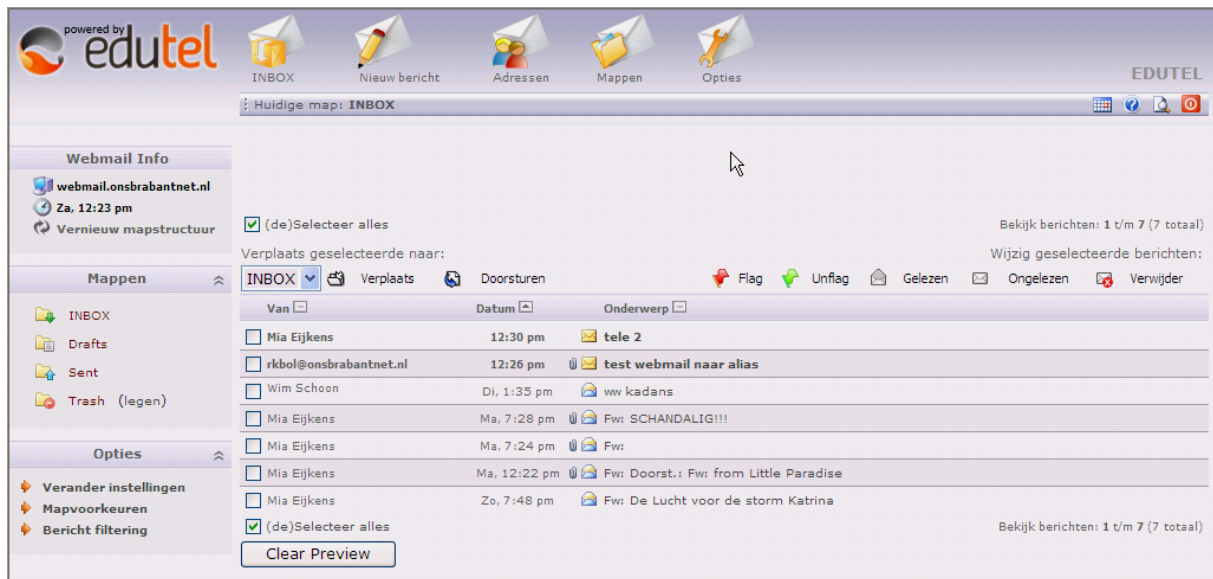 powered by
edutel
INBOX Nieuw bericht Adressen Mappen Opties
EDUTEL
Huidige map: INBOX
Webmail Info
webmail.onsbrabantnet.nl
Za, 12:23 pm
Vernieuw mapstructuur
(de)Selecteer alles Bekijk berichten: 1 t/m 7 (7 totaal)
Verplaats geselecteerde naar: Wijzig geselecteerde berichten:
INBOX Verplaats Doorsturen Flag Unflag Gelezen Ongelezen Verwijder
Mappen
INBOX
Drafts
Sent
Trash (legen)
Opties
Verander instellingen
Mapvoorkeuren
Bericht filtering
Van Datum Onderwerp
Mia Eijkens 12:30 pm tele 2
rkbol@onsbrabantnet.nl 12:26 pm test webmail naar alias
Wim Schoon Di, 1:35 pm ww kadans
Mia Eijkens Ma, 7:28 pm Fw: SCHANDALIG!!!
Mia Eijkens Ma, 7:24 pm Fw:
Mia Eijkens Ma, 12:22 pm Fw: Doorst.: Fw: from Little Paradise
Mia Eijkens Zo, 7:48 pm Fw: De Lucht voor de storm Katrina
(de)Selecteer alles Bekijk berichten: 1 t/m 7 (7 totaal)
Clear Preview